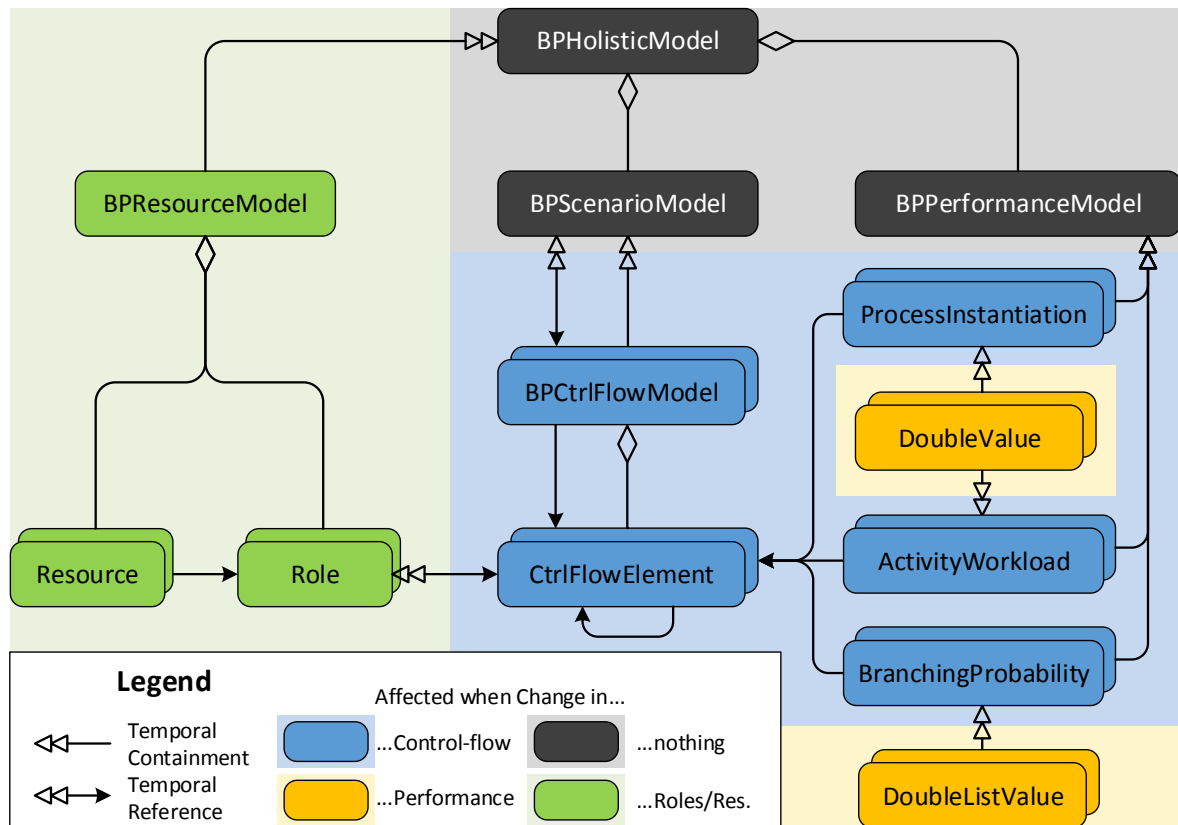 BPHolisticModel
BPResourceModel
BPScenarioModel
BPPerformanceModel
ProcessInstantiation
BPCtrlFlowModel
DoubleValue
Resource
Role
CtrlFlowElement
ActivityWorkload
BranchingProbability
DoubleListValue
Legend
Affected when Change in...
Temporal
Containment
...Control-flow
...nothing
Temporal
Reference
...Performance
...Roles/Res.